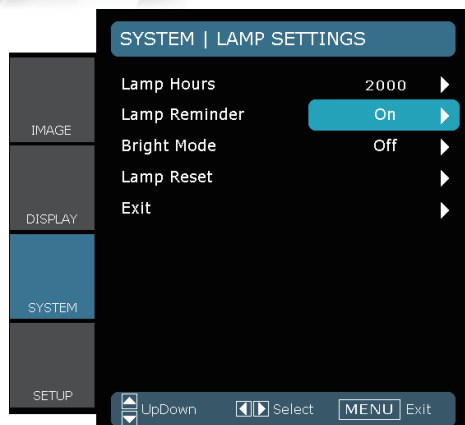 SYSTEM | LAMP SETTINGS
Lamp Hours 2000
Lamp Reminder On
Bright Mode Off
Lamp Reset
Exit
IMAGE
DISPLAY
SYSTEM
SETUP
UpDown Select MENU Exit